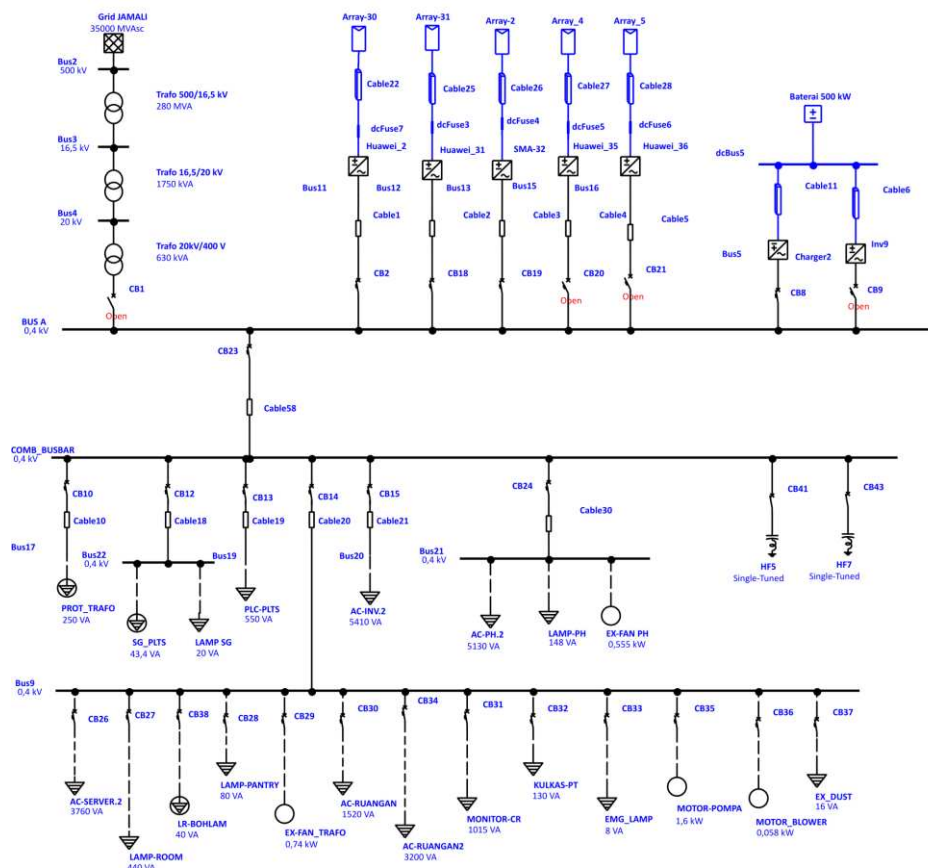 Grid JAMALI
35000 MVAsc
Bus2
500 kV
Trafo 500/16,5 kV
280 MVA
Bus3
16,5 kV
Trafo 16,5/20 kV
1750 kVA
Bus4
20 kV
Trafo 20kV/400 V
630 kVA
CB1
Open
Array-30
Array-31
Array-2
Array_4
Array_5
Cable22
Cable25
Cable26
Cable27
Cable28
dcFuse7
dcFuse3
dcFuse4
dcFuse5
dcFuse6
Huawei_2
Huawei_31
SMA-32
Huawei_35
Huawei_36
Bus11
Bus12
Bus13
Bus15
Bus16
Cable1
Cable2
Cable3
Cable4
Cable5
CB2
CB18
CB19
CB20
CB21
Open
Open
Baterai 500 kW
dcBus5
Cable11
Cable6
Bus5
Charger2
Inv9
CB8
CB9
Open
BUS A
0,4 kV
CB23
Cable58
COMB_BUSBAR
0,4 kV
CB10
CB12
CB13
CB14
CB15
CB24
CB41
CB43
Cable10
Cable18
Cable19
Cable20
Cable21
Cable30
Bus17
Bus22
0,4 kV
Bus19
Bus20
Bus21
0,4 kV
HF5
Single-Tuned
HF7
Single-Tuned
PROT_TRAFO
250 VA
SG_PLTS
43,4 VA
LAMP SG
20 VA
PLC-PLTS
550 VA
AC-INV.2
5410 VA
AC-PH.2
5130 VA
LAMP-PH
148 VA
EX-FAN PH
0,555 kW
Bus9
0,4 kV
CB26
CB27
CB38
CB28
CB29
CB30
CB34
CB31
CB32
CB33
CB35
CB36
CB37
AC-SERVER.2
3760 VA
LAMP-ROOM
440 VA
LR-BOHLAM
40 VA
LAMP-PANTRY
80 VA
EX-FAN_TRAFO
0,74 kW
AC-RUANGAN
1520 VA
AC-RUANGAN2
3200 VA
MONITOR-CR
1015 VA
KULKAS-PT
130 VA
EMG_LAMP
8 VA
MOTOR-POMPA
1,6 kW
MOTOR_BLOWER
0,058 kW
EX_DUST
16 VA